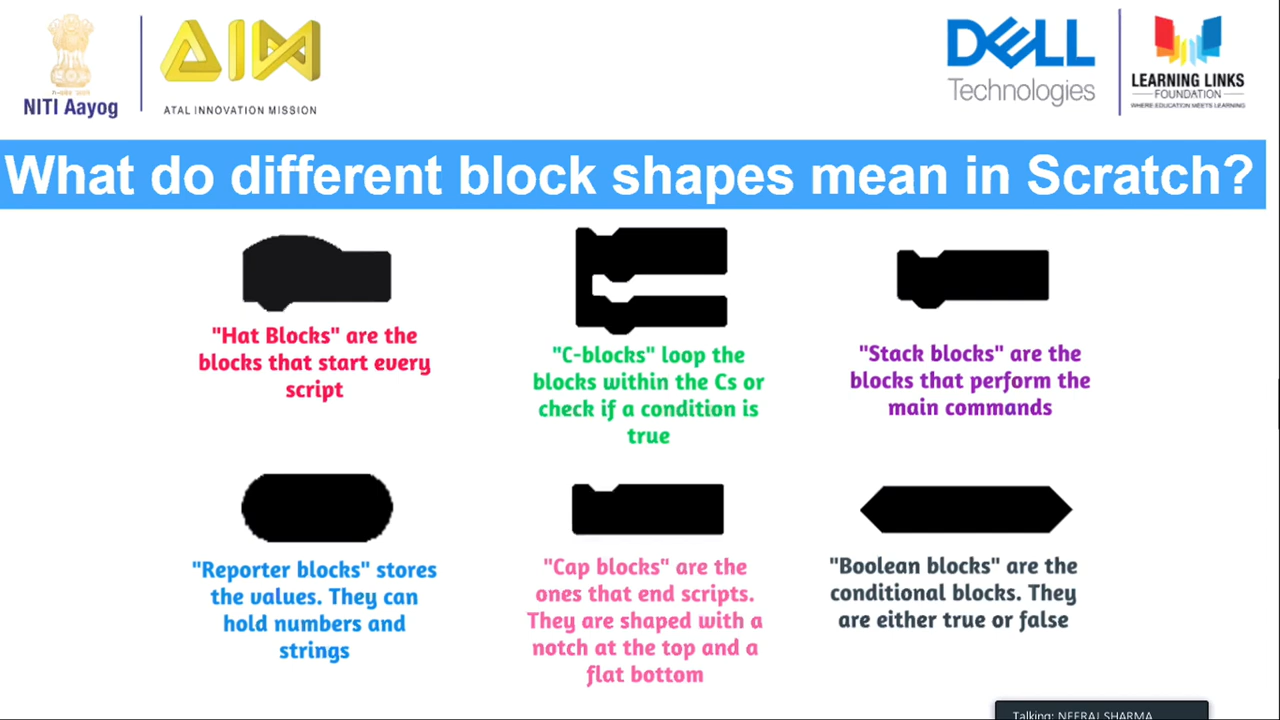 NITI Aayog
AIM
ATAL INNOVATION MISSION
DELL
Technologies
LEARNING LINKS
FOUNDATION
WHERE EDUCATION MEETS LEARNING
What do different block shapes mean in Scratch?
"Hat Blocks" are the
blocks that start every
script
"C-blocks" loop the
blocks within the Cs or
check if a condition is
true
"Stack blocks" are the
blocks that perform the
main commands
"Reporter blocks" stores
the values. They can
hold numbers and
strings
"Cap blocks" are the
ones that end scripts.
They are shaped with a
notch at the top and a
flat bottom
"Boolean blocks" are the
conditional blocks. They
are either true or false
Talking: NEERAJ SHARMA